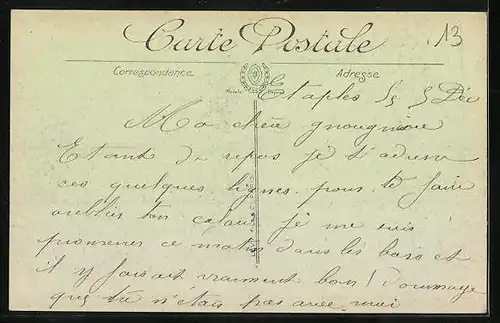 13
Carte Postale
Correspondence Adresse
Etaples 5 Déc
Ma chère
Etant de repos je t'adresse
ces quelques lignes pour te faire
oublier ton cafard je me suis
promener ce matin dans les bois et
il y faisait vraiment bon! Dommage
que tu n'étais pas avec moi